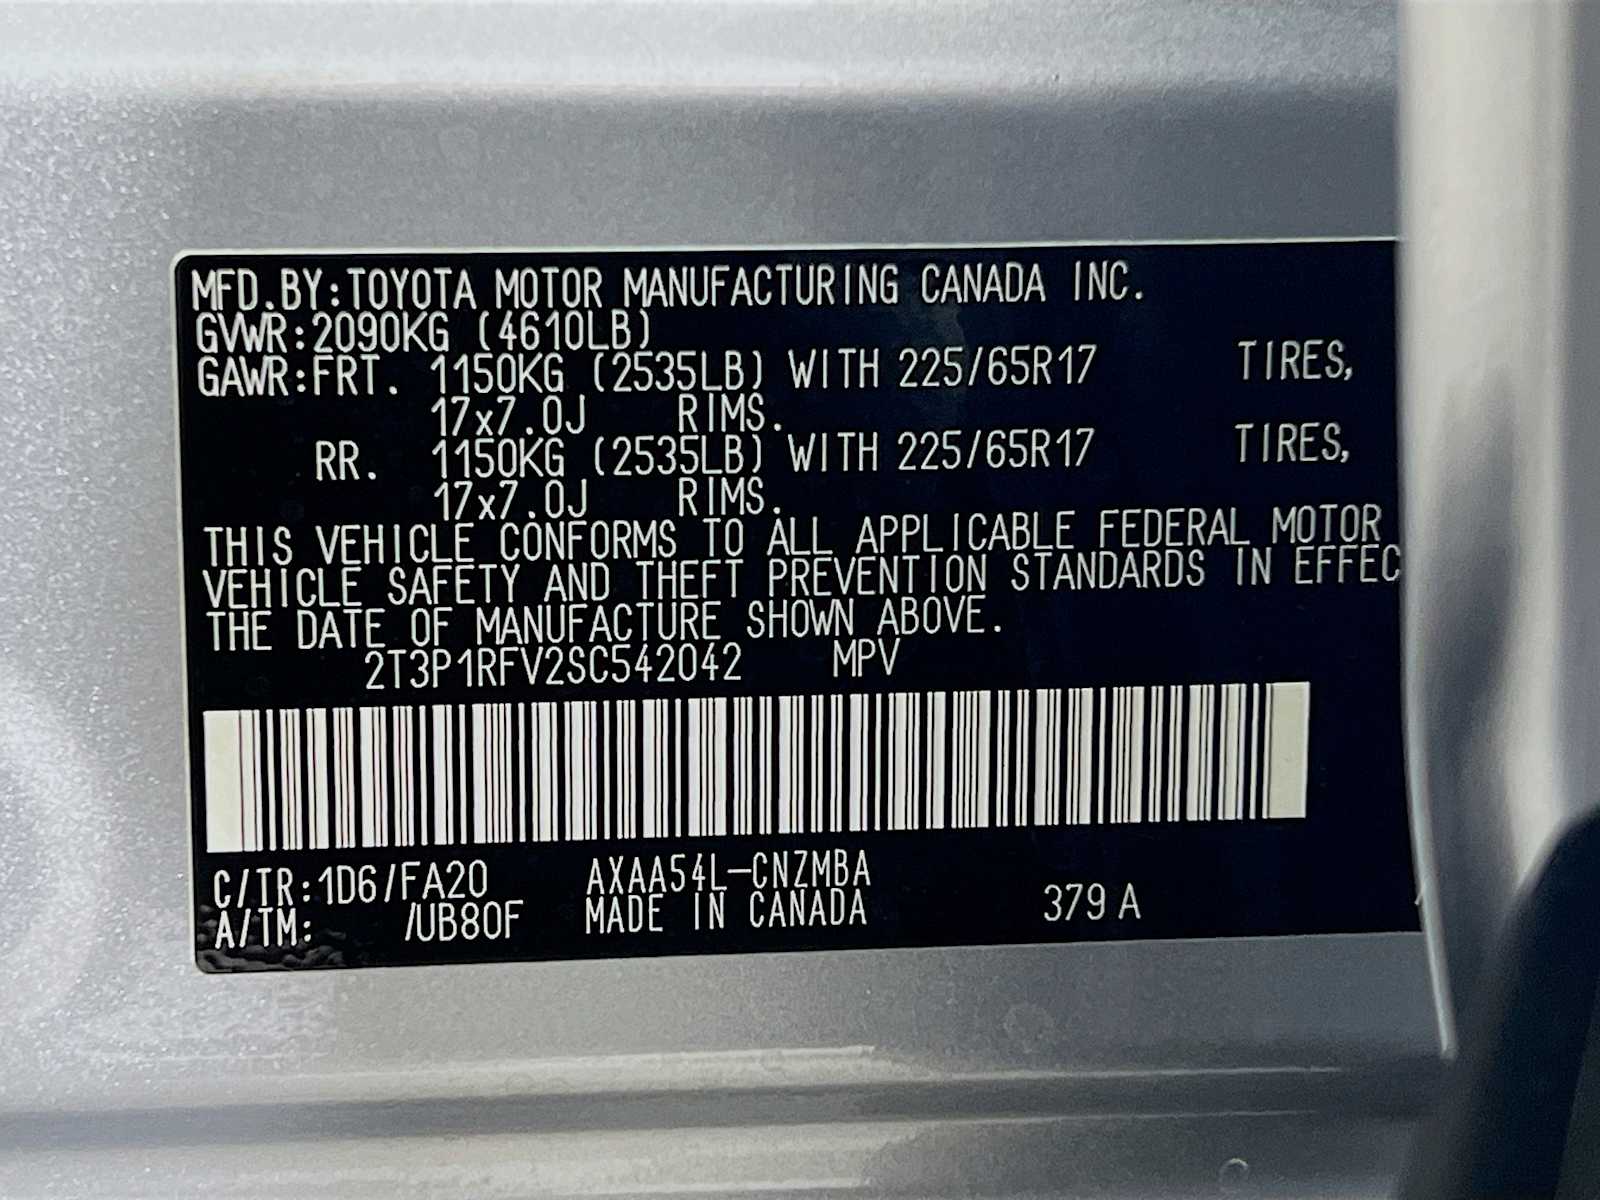 MFD.BY:TOYOTA MOTOR MANUFACTURING CANADA INC.
GVWR:2090KG (4610LB)
GAWR:FRT. 1150KG (2535LB) WITH 225/65R17 TIRES,
17x7.0J RIMS.
RR. 1150KG (2535LB) WITH 225/65R17 TIRES,
17x7.0J RIMS.
THIS VEHICLE CONFORMS TO ALL APPLICABLE FEDERAL MOTOR
VEHICLE SAFETY AND THEFT PREVENTION STANDARDS IN EFFEC
THE DATE OF MANUFACTURE SHOWN ABOVE.
2T3P1RFV2SC542042 MPV
C/TR:1D6/FA20 AXAA54L-CNZMBA
A/TM: /UB80F MADE IN CANADA 379 A